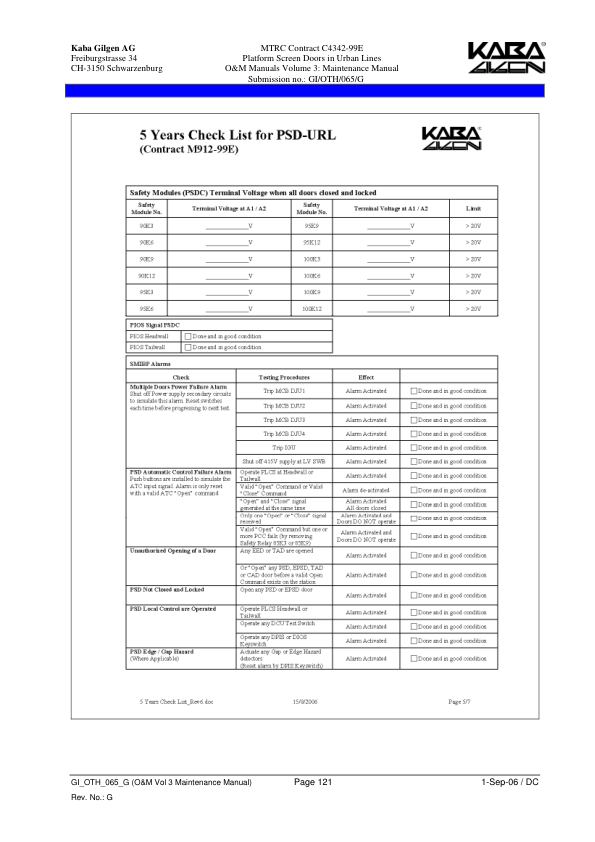 Kaba Gilgen AG
Freiburgstrasse 34
CH-3150 Schwarzenburg
MTRC Contract C4342-99E
Platform Screen Doors in Urban Lines
O&M Manuals Volume 3: Maintenance Manual
Submission no.: GI/OTH/065/G
KABA
GILGEN
5 Years Check List for PSD-URL
(Contract M912-99E)
KABA
GILGEN
Safety Modules (PSDC) Terminal Voltage when all doors closed and locked
Safety Module No. Terminal Voltage at A1 / A2 Safety Module No. Terminal Voltage at A1 / A2 Limit
90K3 ____________V 95K9 ____________V > 20V
90K6 ____________V 95K12 ____________V > 20V
90K9 ____________V 100K3 ____________V > 20V
90K12 ____________V 100K6 ____________V > 20V
95K3 ____________V 100K9 ____________V > 20V
95K6 ____________V 100K12 ____________V > 20V
PIOS Signal PSDC
PIOS Headwall ☐ Done and in good condition
PIOS Tailwall ☐ Done and in good condition
SMIRP Alarms
Check Testing Procedures Effect
Multiple Doors Power Failure Alarm
Shut off Power supply secondary circuits
to simulate this alarm. Reset switches
each time before progressing to next test.
Trip MCB DJU1 Alarm Activated ☐ Done and in good condition
Trip MCB DJU2 Alarm Activated ☐ Done and in good condition
Trip MCB DJU3 Alarm Activated ☐ Done and in good condition
Trip MCB DJU4 Alarm Activated ☐ Done and in good condition
Trip IGU Alarm Activated ☐ Done and in good condition
Shut off 415V supply at LV SWB Alarm Activated ☐ Done and in good condition
PSD Automatic Control Failure Alarm
Push buttons are installed to simulate the
ATC input signal. Alarm is only reset
with a valid ATC "Open" command
Operate PLCS at Headwall or
Tailwall
Alarm Activated ☐ Done and in good condition
Valid "Open" Command or Valid
"Close" Command
Alarm de-activated ☐ Done and in good condition
"Open" and "Close" signal
generated at the same time
Alarm Activated
All doors closed
☐ Done and in good condition
Only one "Open" or "Close" signal
received
Alarm Activated and
Doors DO NOT operate
☐ Done and in good condition
Valid "Open" Command but one or
more PCC fails (by removing
Safety Relay 85K3 or 85K9)
Alarm Activated and
Doors DO NOT operate
☐ Done and in good condition
Unauthorised Opening of a Door
Any EED or TAD are opened
Alarm Activated ☐ Done and in good condition
Or "Open" any PSD, EPSD, TAD
or CAD door before a valid Open
Command exists on the station
Alarm Activated ☐ Done and in good condition
PSD Not Closed and Locked
Open any PSD or EPSD door
Alarm Activated ☐ Done and in good condition
PSD Local Control are Operated
Operate PLCS Headwall or
Tailwall
Alarm Activated ☐ Done and in good condition
Operate any DCU Test Switch
Alarm Activated ☐ Done and in good condition
Operate any DPIS or DIOS
Keyswitch
Alarm Activated ☐ Done and in good condition
PSD Edge / Gap Hazard
(Where Applicable)
Actuate any Gap or Edge Hazard
detectors
(Reset alarm by DPIS Keyswitch)
Alarm Activated ☐ Done and in good condition
5 Years Check List_Rev6.doc 15/8/2006 Page 5/7
GI_OTH_065_G (O&M Vol 3 Maintenance Manual) Page 121 1-Sep-06 / DC
Rev. No.: G